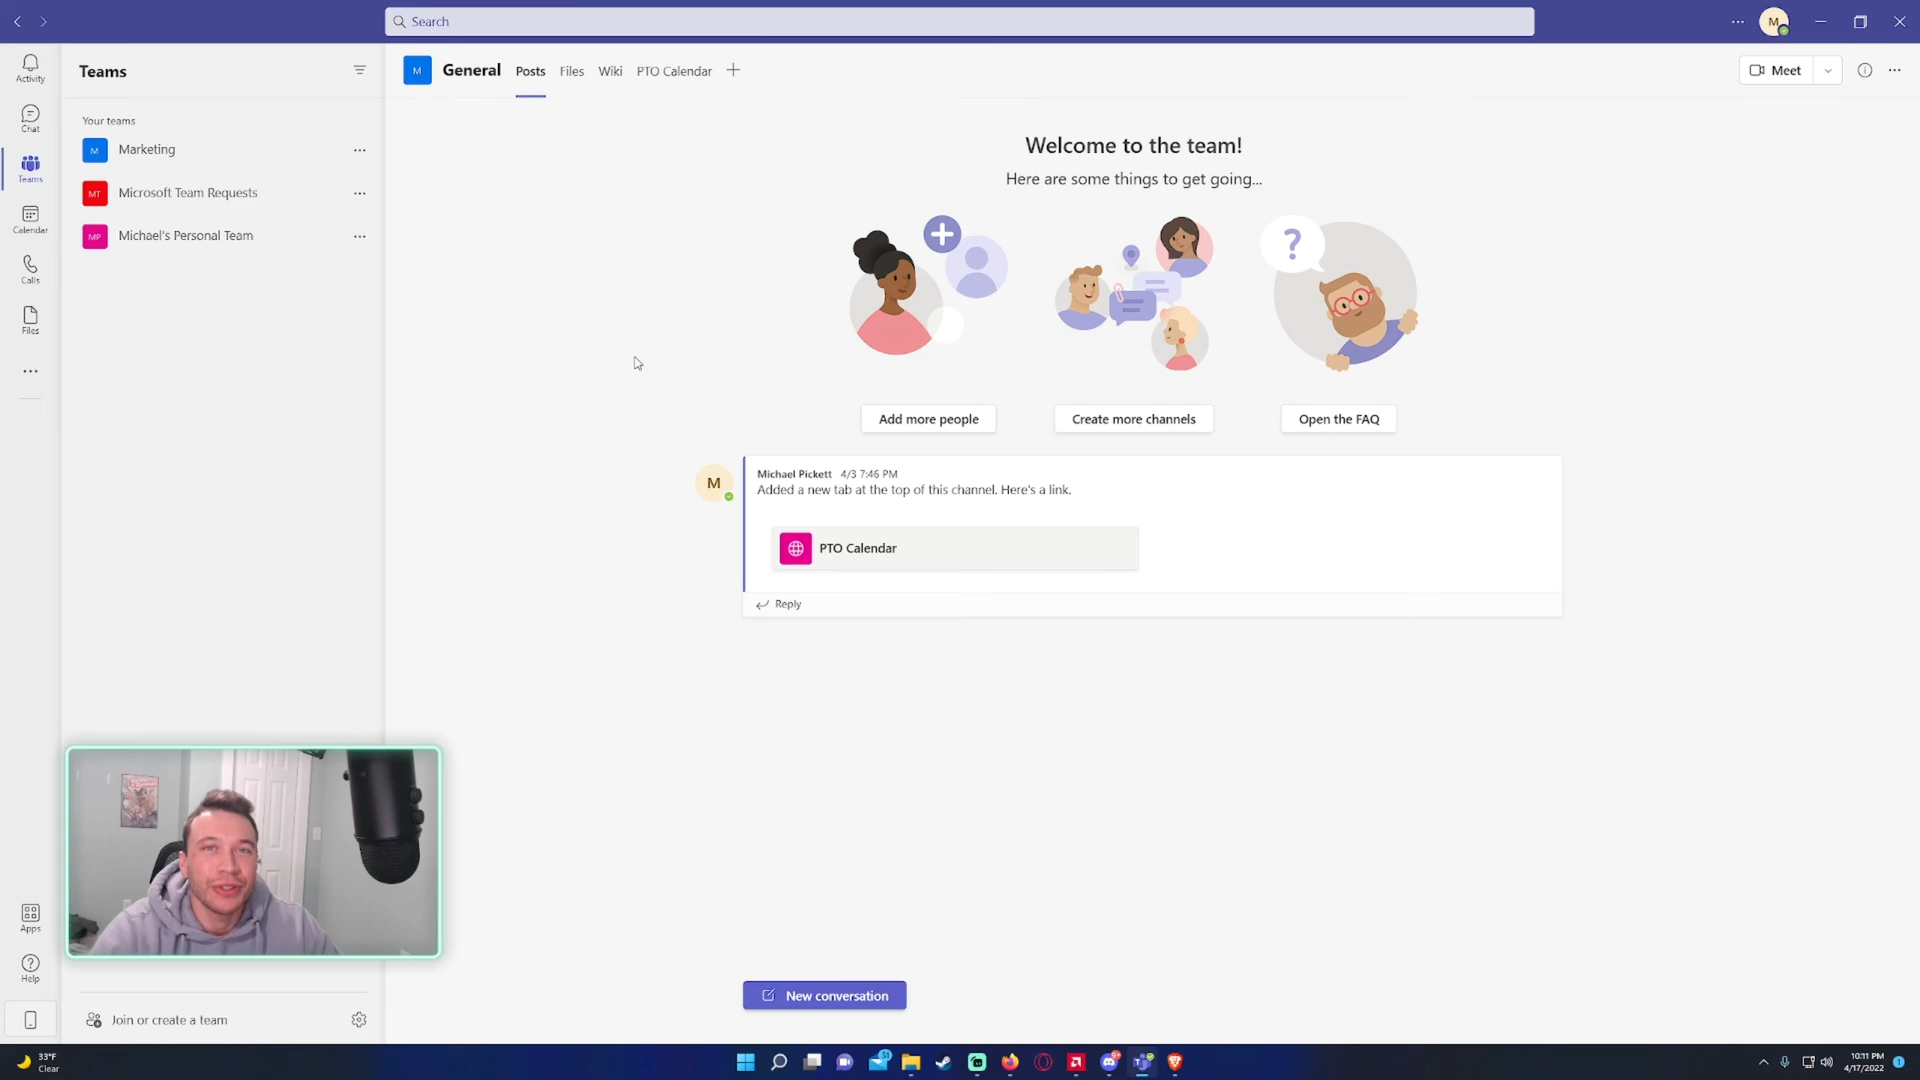 Search
M
Activity
Chat
Teams
Calendar
Calls
Files
Apps
Help
Teams
Your teams
M Marketing
MT Microsoft Team Requests
MP Michael's Personal Team
Join or create a team
M General Posts Files Wiki PTO Calendar
Meet
Welcome to the team!
Here are some things to get going...
?
Add more people Create more channels Open the FAQ
M
Michael Pickett 4/3 7:46 PM
Added a new tab at the top of this channel. Here's a link.
PTO Calendar
Reply
New conversation
33°F
Clear
51
10:11 PM
4/17/2022
1